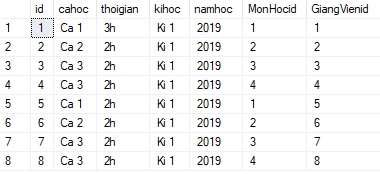 id cahoc thoigian kihoc namhoc MonHocid GiangVienid
1 1 Ca 1 3h Ki 1 2019 1 1
2 2 Ca 2 2h Ki 1 2019 2 2
3 3 Ca 3 2h Ki 1 2019 3 3
4 4 Ca 3 2h Ki 1 2019 4 4
5 5 Ca 1 2h Ki 1 2019 1 5
6 6 Ca 2 2h Ki 1 2019 2 6
7 7 Ca 3 2h Ki 1 2019 3 7
8 8 Ca 3 2h Ki 1 2019 4 8